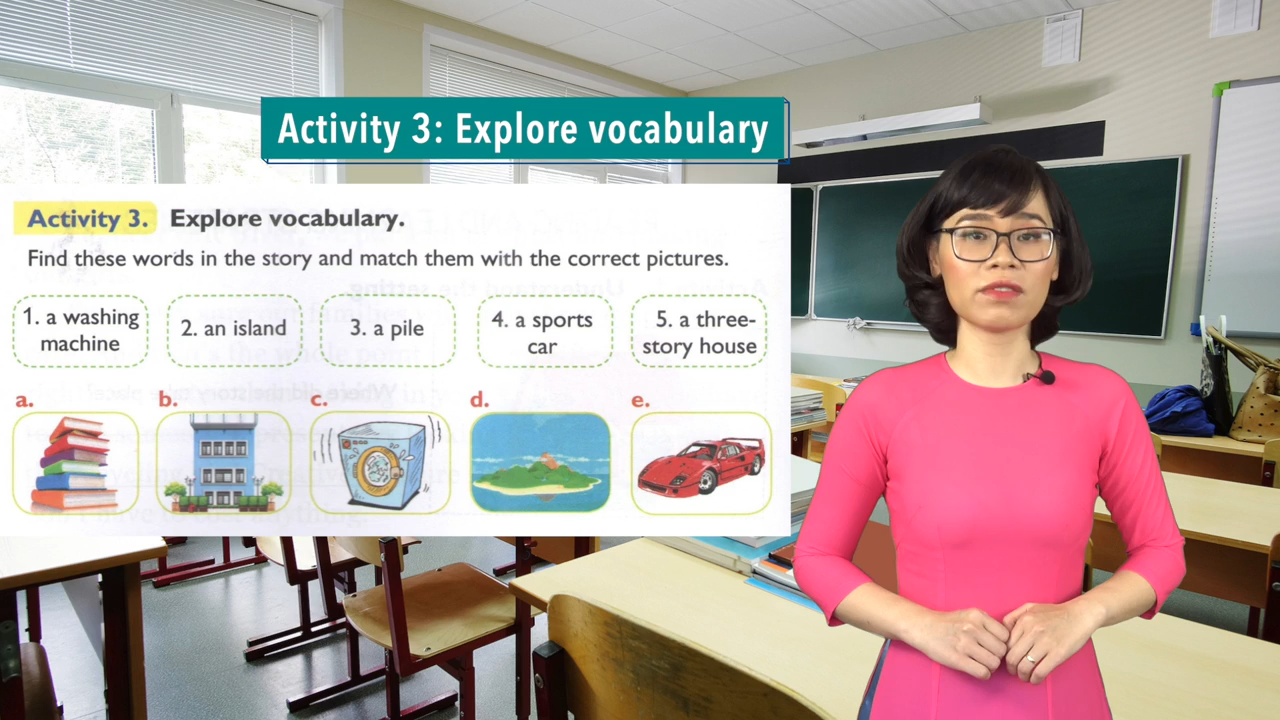 Activity 3: Explore vocabulary
Activity 3. Explore vocabulary.
Find these words in the story and match them with the correct pictures.
1. a washing
machine
2. an island
3. a pile
4. a sports
car
5. a three-
story house
a.
b.
c.
d.
e.